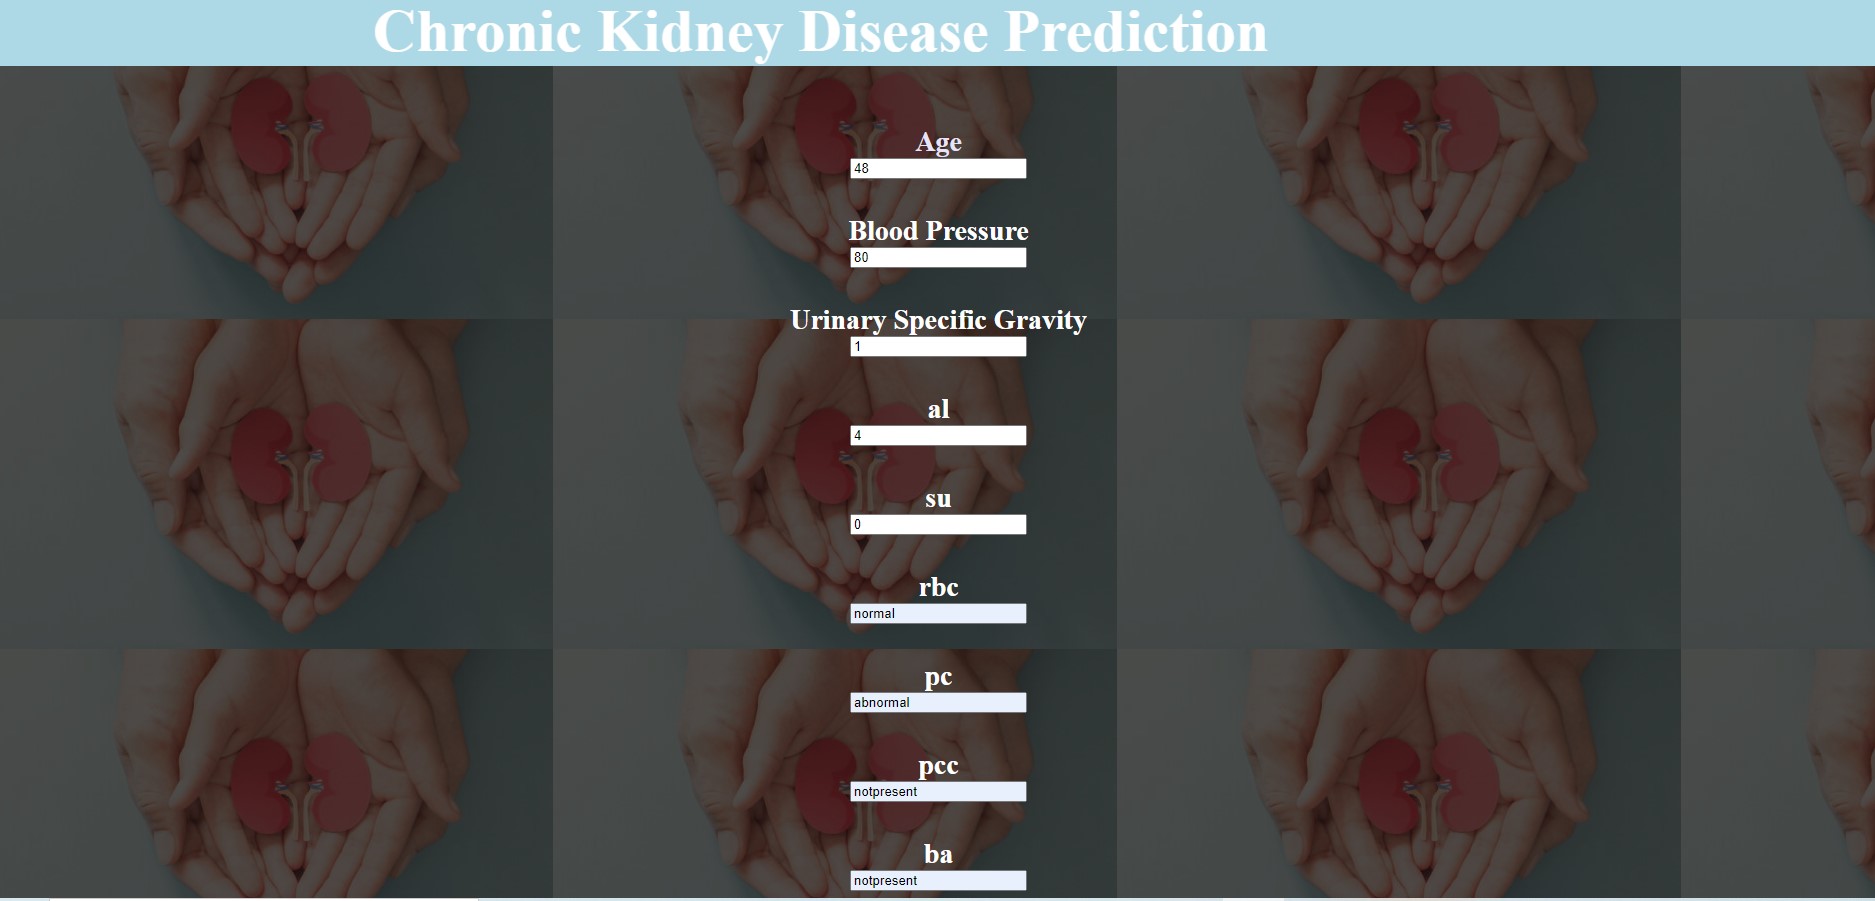 Chronic Kidney Disease Prediction
Age
48
Blood Pressure
80
Urinary Specific Gravity
1
al
4
su
0
rbc
normal
pc
abnormal
pcc
notpresent
ba
notpresent